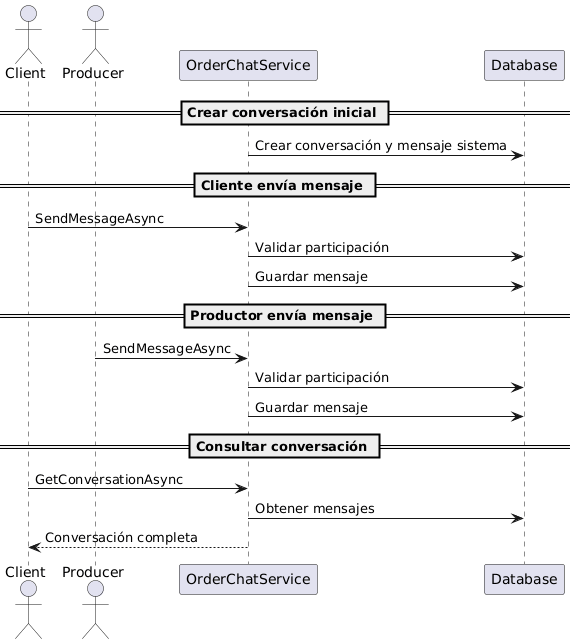 Client
Producer
OrderChatService
Database
Crear conversación inicial
Crear conversación y mensaje sistema
Cliente envía mensaje
SendMessageAsync
Validar participación
Guardar mensaje
Productor envía mensaje
SendMessageAsync
Validar participación
Guardar mensaje
Consultar conversación
GetConversationAsync
Obtener mensajes
Conversación completa
Client
Producer
OrderChatService
Database